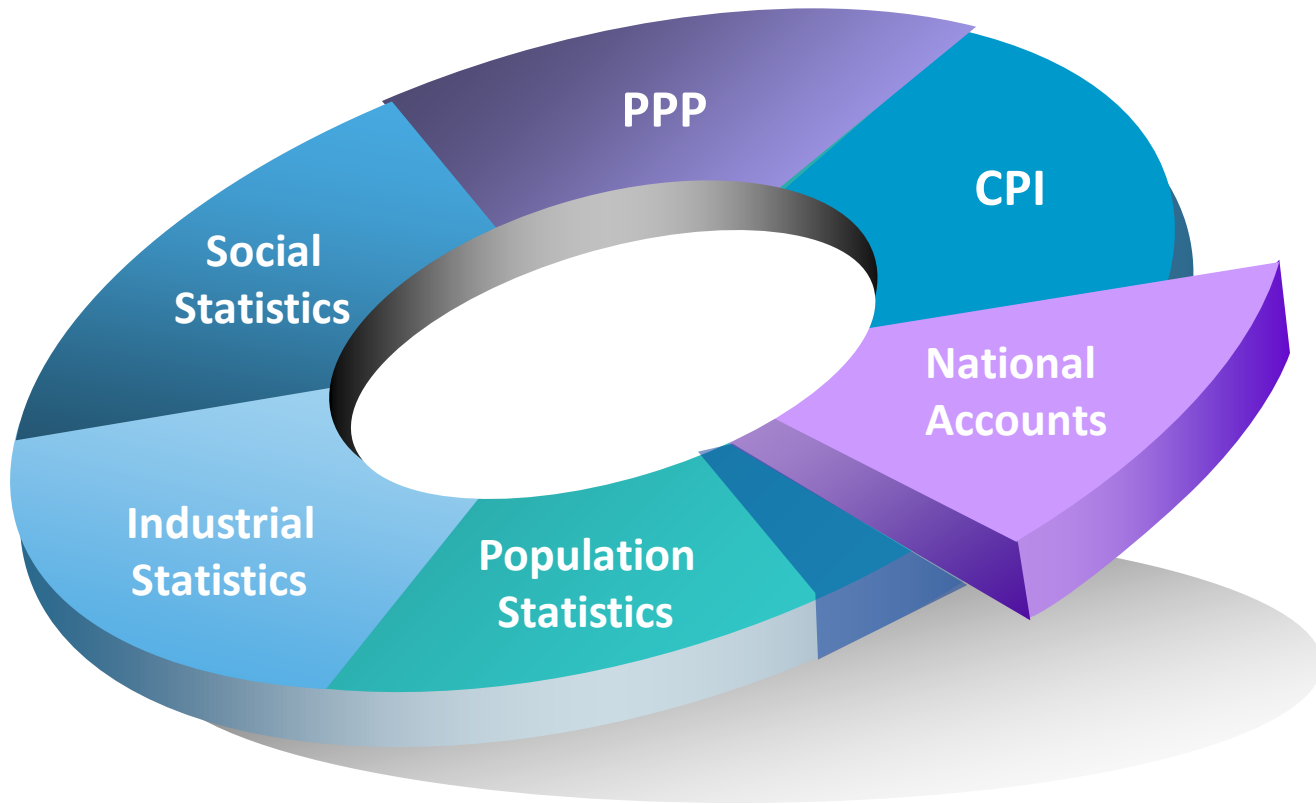 PPP
CPI
Social
Statistics
National
Accounts
Industrial
Statistics
Population
Statistics